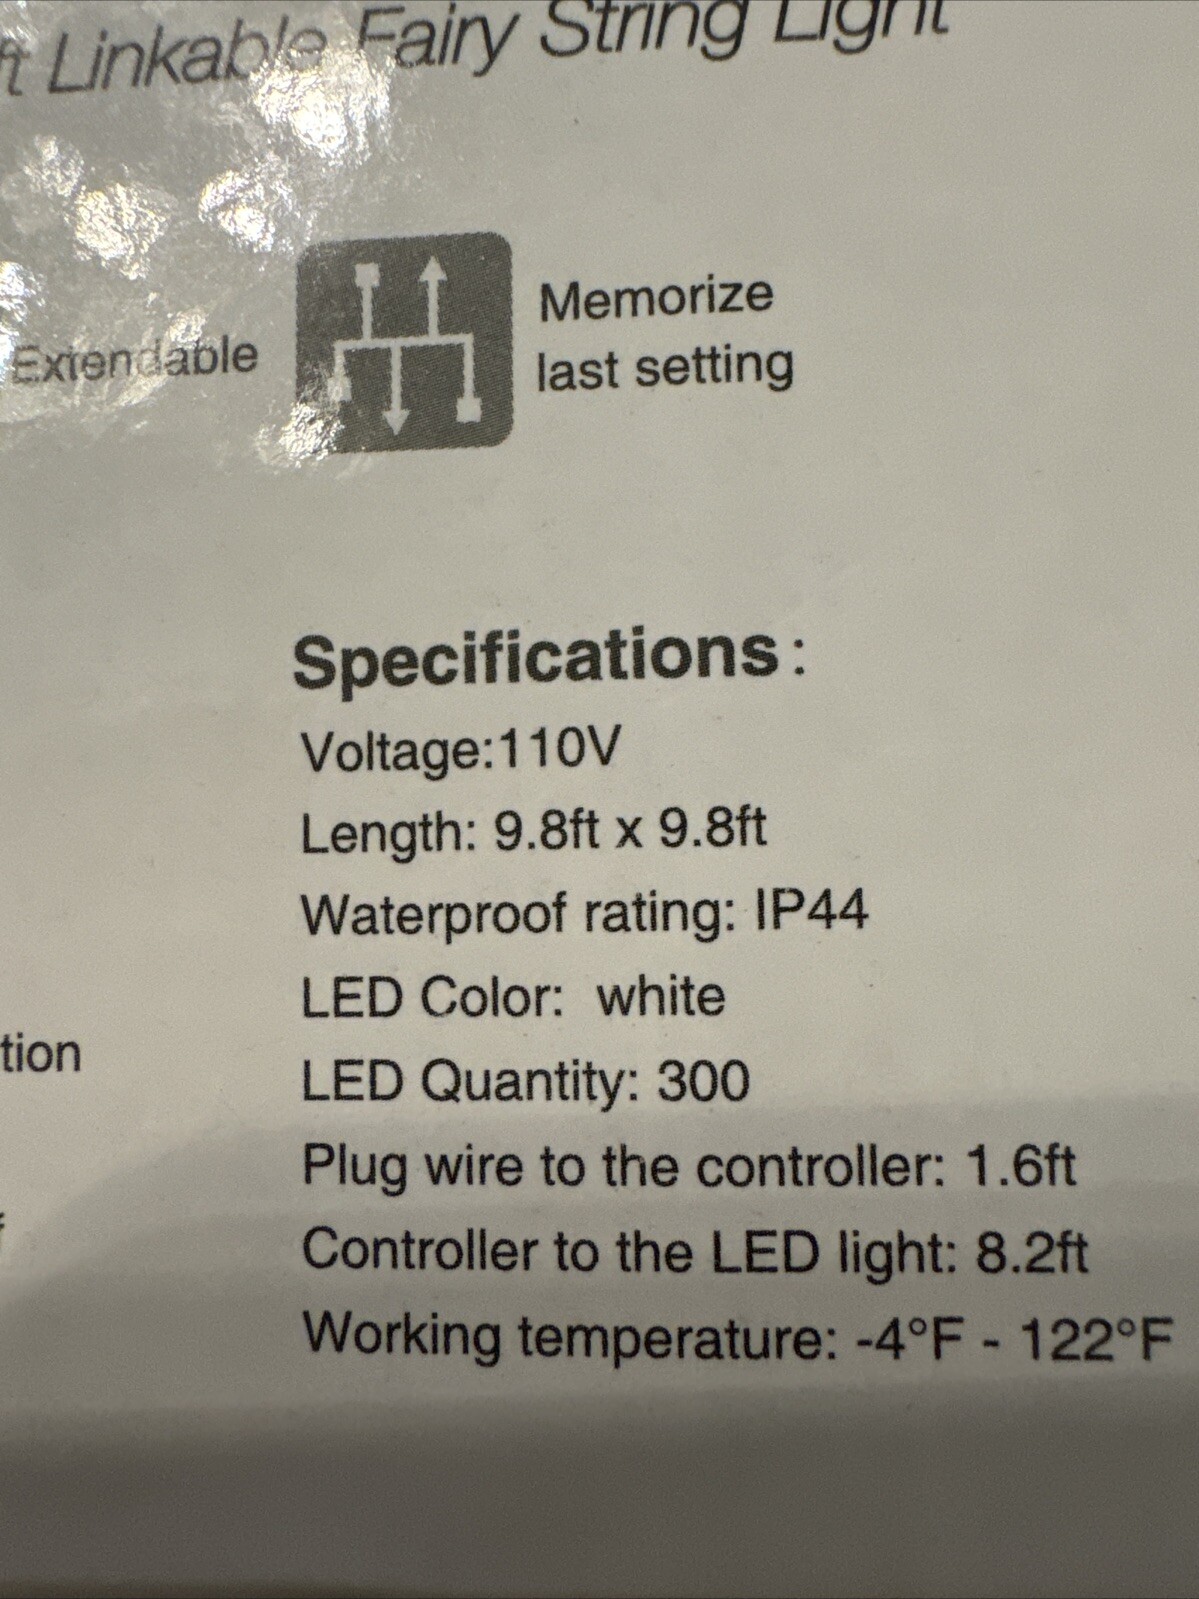 ft Linkable Fairy String Light
Extendable
Memorize
last setting
Specifications:
Voltage:110V
Length: 9.8ft x 9.8ft
Waterproof rating: IP44
LED Color: white
tion
LED Quantity: 300
Plug wire to the controller: 1.6ft
Controller to the LED light: 8.2ft
Working temperature: -4°F - 122°F